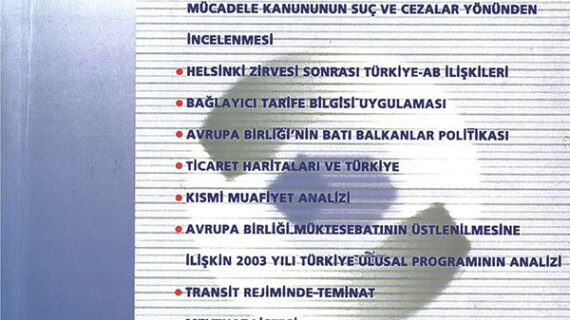 MÜCADELE KANUNUNUN SUÇ VE CEZALAR YÖNÜNDEN
İNCELENMESİ
• HELSİNKİ ZİRVESİ SONRASI TÜRKİYE-AB İLİŞKİLERİ
• BAĞLAYICI TARİFE BİLGİSİ UYGULAMASI
• AVRUPA BİRLİĞİ'NİN BATI BALKANLAR POLİTİKASI
• TİCARET HARİTALARI VE TÜRKİYE
• KISMİ MUAFİYET ANALİZİ
• AVRUPA BİRLİĞİ MÜKTESEBATININ ÜSTLENİLMESİNE
İLİŞKİN 2003 YILI TÜRKİYE ULUSAL PROGRAMININ ANALİZİ
• TRANSİT REJİMİNDE TEMİNAT